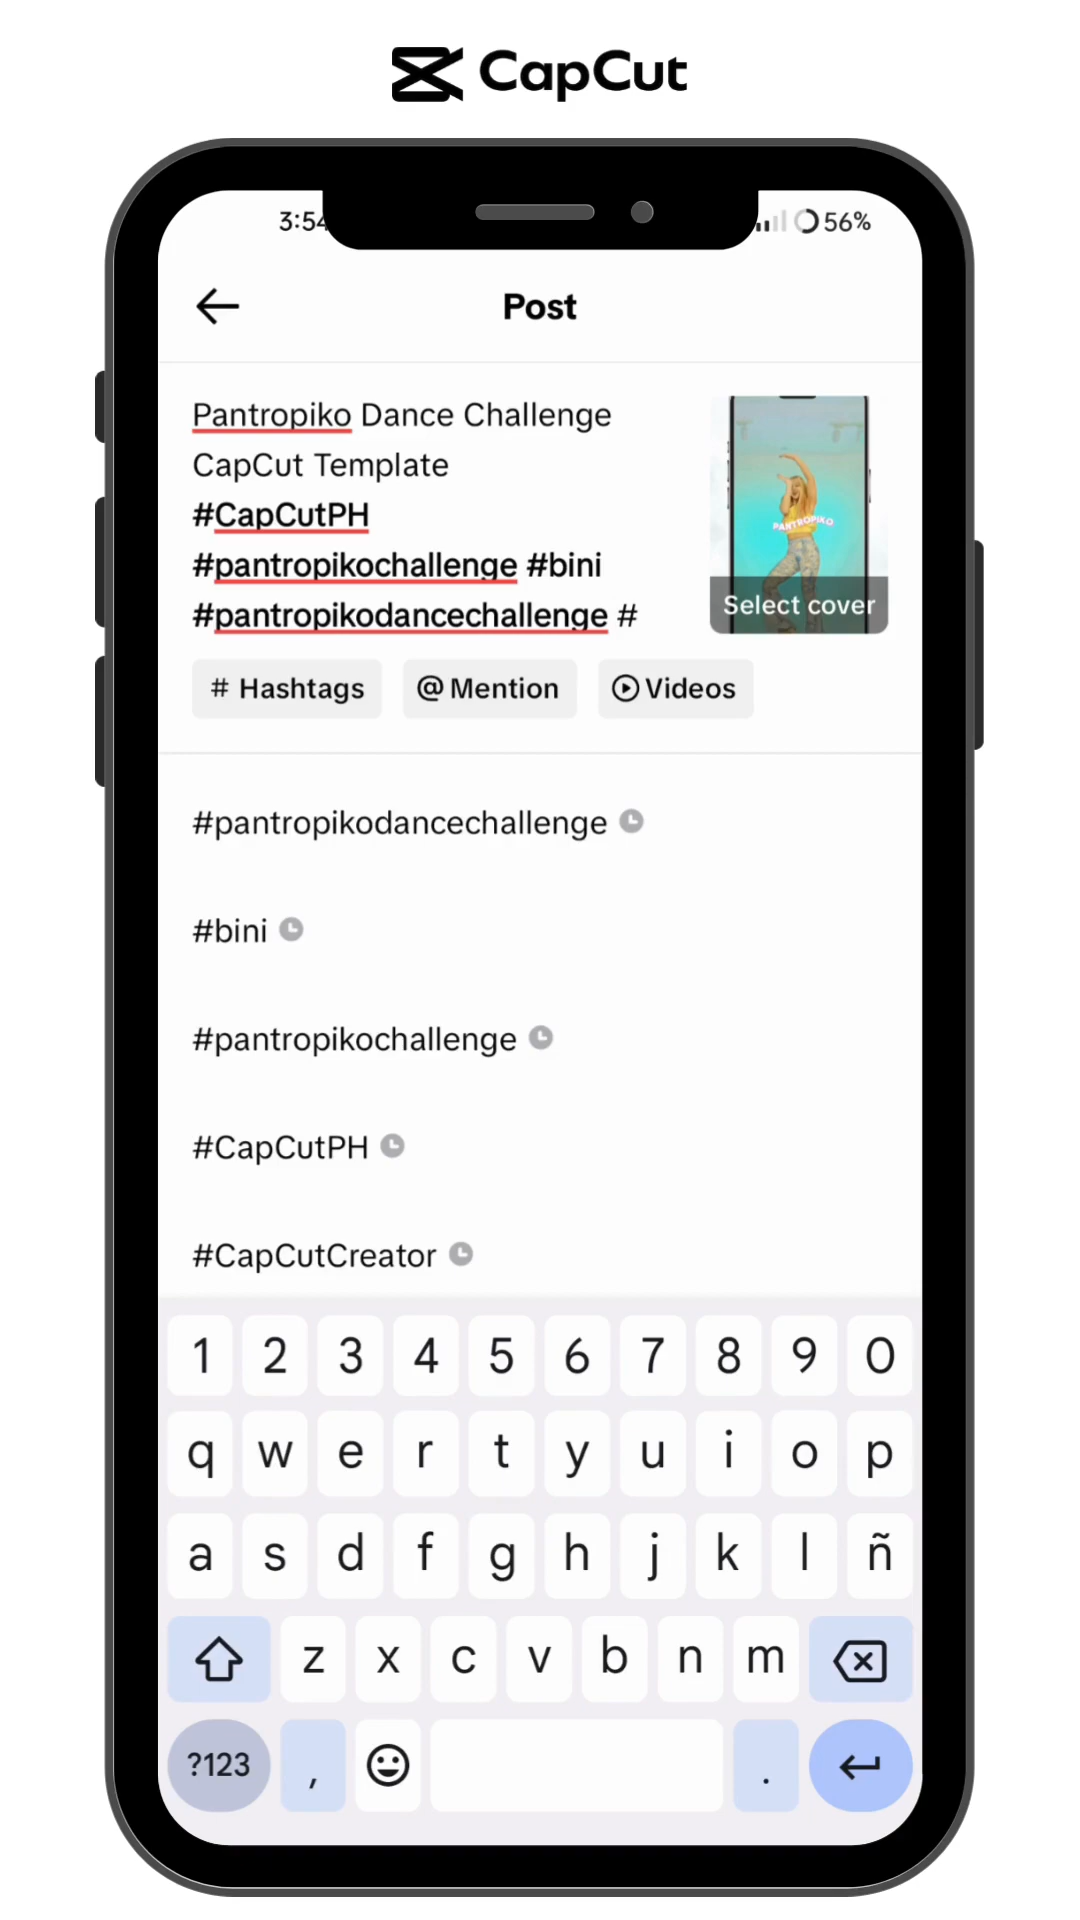 CapCut
3:54
56%
Post
Pantropiko Dance Challenge
CapCut Template
#CapCutPH
#pantropikochallenge #bini
#pantropikodancechallenge #
PANTROPIKO
Select cover
# Hashtags
@ Mention
Videos
#pantropikodancechallenge
#bini
#pantropikochallenge
#CapCutPH
#CapCutCreator
1 2 3 4 5 6 7 8 9 0
q w e r t y u i o p
a s d f g h j k l ñ
z x c v b n m
?123 , .